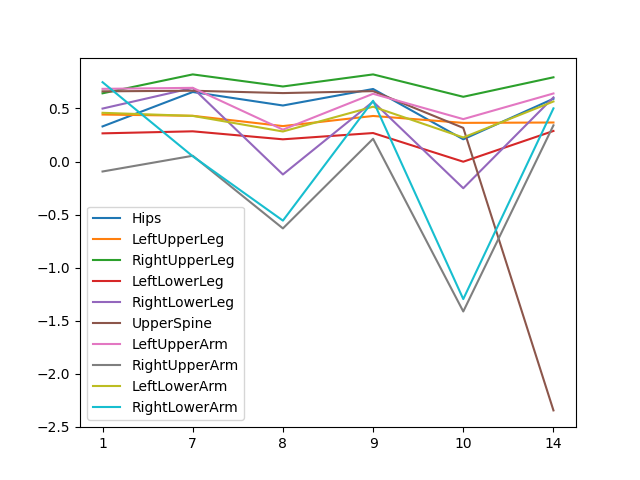 0.5
0.0
−0.5
−1.0
−1.5
−2.0
−2.5
Hips
LeftUpperLeg
RightUpperLeg
LeftLowerLeg
RightLowerLeg
UpperSpine
LeftUpperArm
RightUpperArm
LeftLowerArm
RightLowerArm
1 7 8 9 10 14